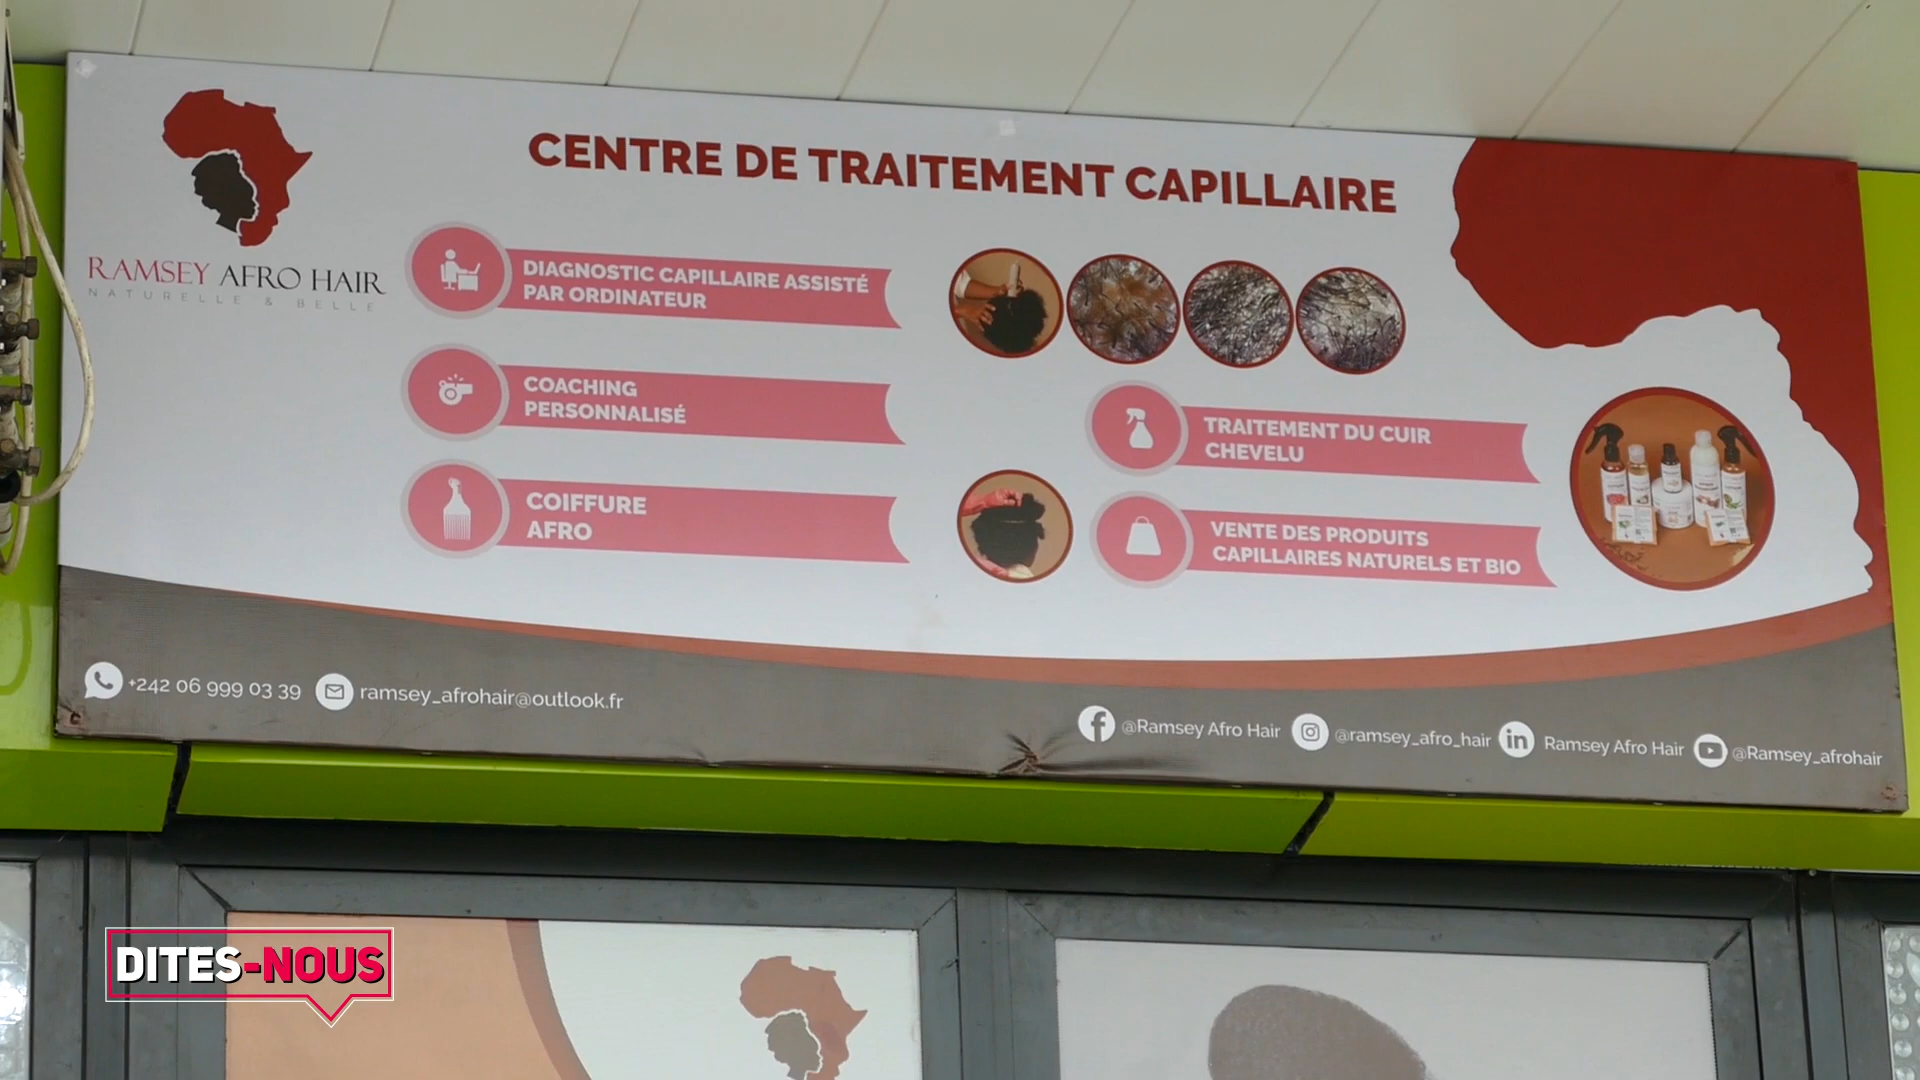 CENTRE DE TRAITEMENT CAPILLAIRE
RAMSEY AFRO HAIR
NATURELLE & BELLE
DIAGNOSTIC CAPILLAIRE ASSISTÉ
PAR ORDINATEUR
COACHING
PERSONNALISÉ
COIFFURE
AFRO
TRAITEMENT DU CUIR
CHEVELU
VENTE DES PRODUITS
CAPILLAIRES NATURELS ET BIO
+242 06 999 03 39
ramsey_afrohair@outlook.fr
@Ramsey Afro Hair
@ramsey_afro_hair
in
Ramsey Afro Hair
@Ramsey_afrohair
DITES-NOUS